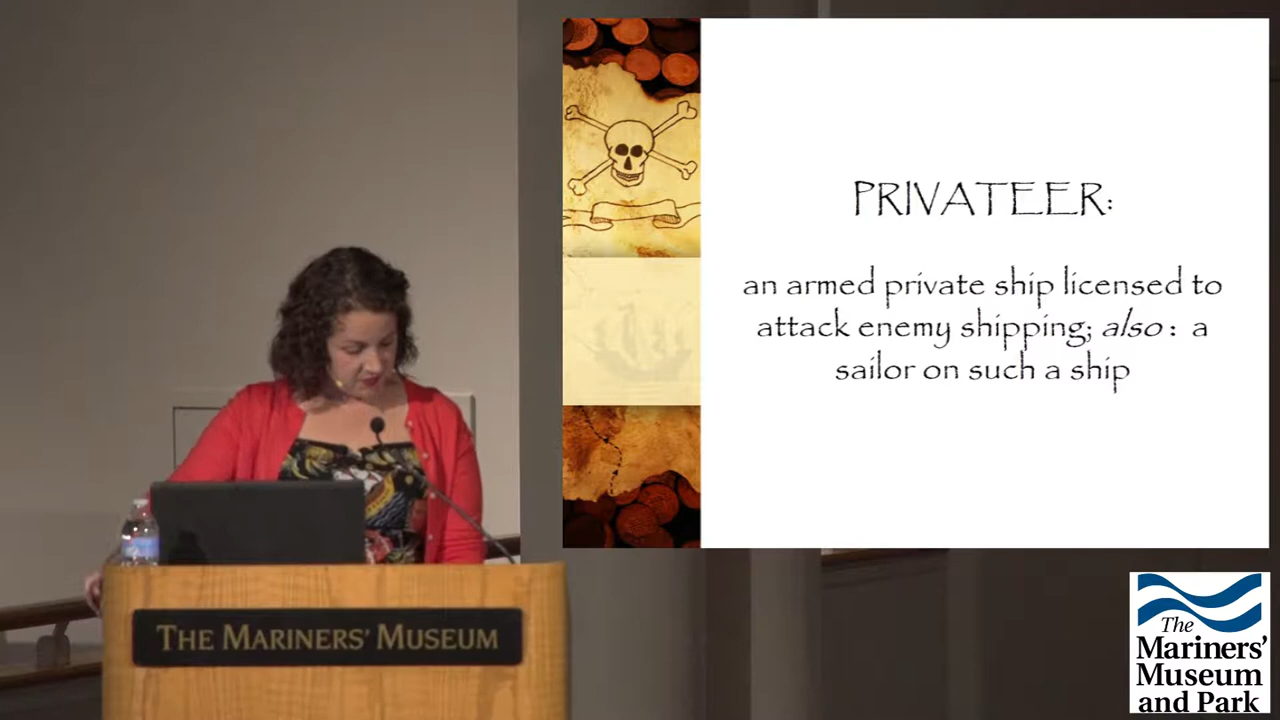 PRIVATEER:
an armed private ship licensed to
attack enemy shipping; also : a
sailor on such a ship
THE MARINERS' MUSEUM
The
Mariners'
Museum
and Park